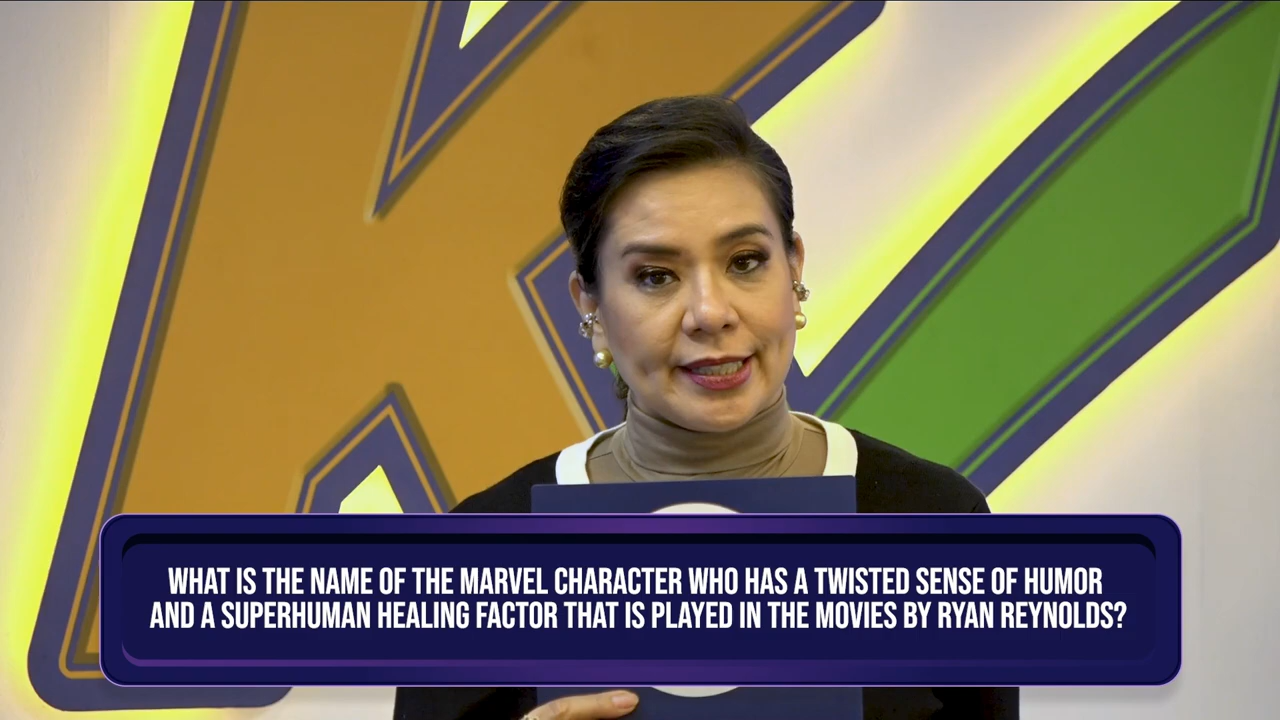 WHAT IS THE NAME OF THE MARVEL CHARACTER WHO HAS A TWISTED SENSE OF HUMOR
AND A SUPERHUMAN HEALING FACTOR THAT IS PLAYED IN THE MOVIES BY RYAN REYNOLDS?